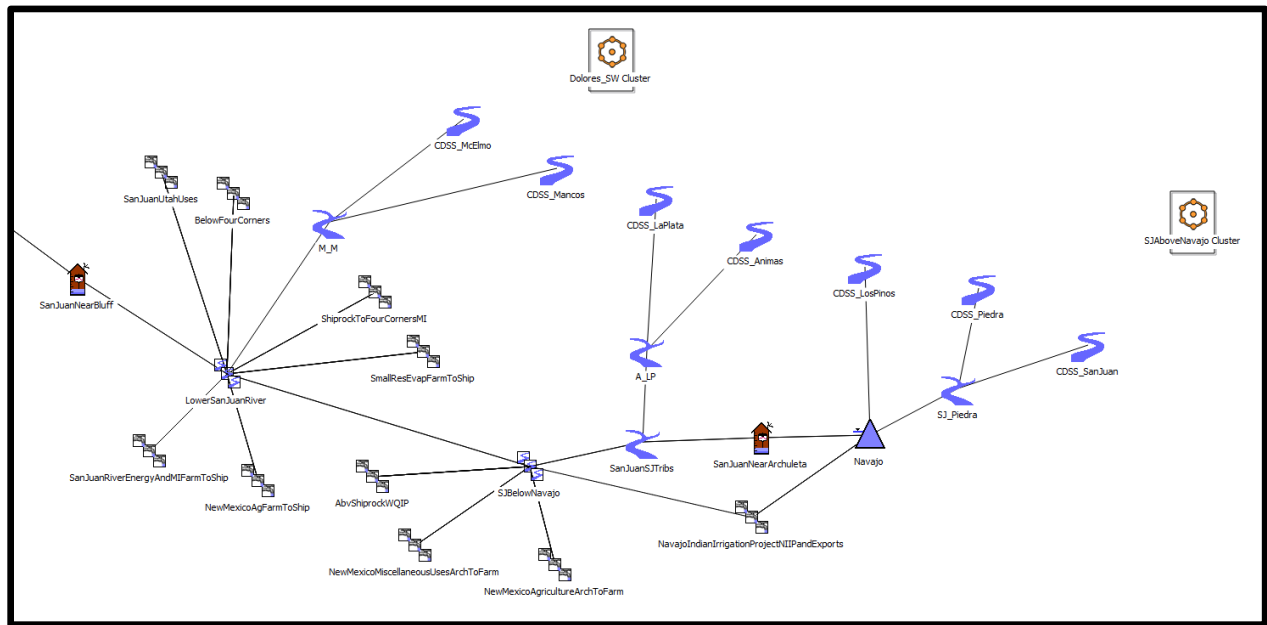 Dolores_SW Cluster
CDSS_McElmo
CDSS_Mancos
SanJuanUtahUses
BelowFourCorners
CDSS_LaPlata
M_M
CDSS_Animas
SJAboveNavajo Cluster
CDSS_LosPinos
SanJuanNearBluff
CDSS_Piedra
ShiprockToFourCornersMI
CDSS_SanJuan
SmallResEvapFarmToShip
A_LP
LowerSanJuanRiver
SJ_Piedra
Navajo
SanJuanSJTribs
SanJuanNearArchuleta
SanJuanRiverEnergyAndMIFarmToShip
SJBelowNavajo
AbvShiprockWQIP
NewMexicoAgFarmToShip
NavajoIndianIrrigationProjectNIIPandExports
NewMexicoMiscellaneousUsesArchToFarm
NewMexicoAgricultureArchToFarm